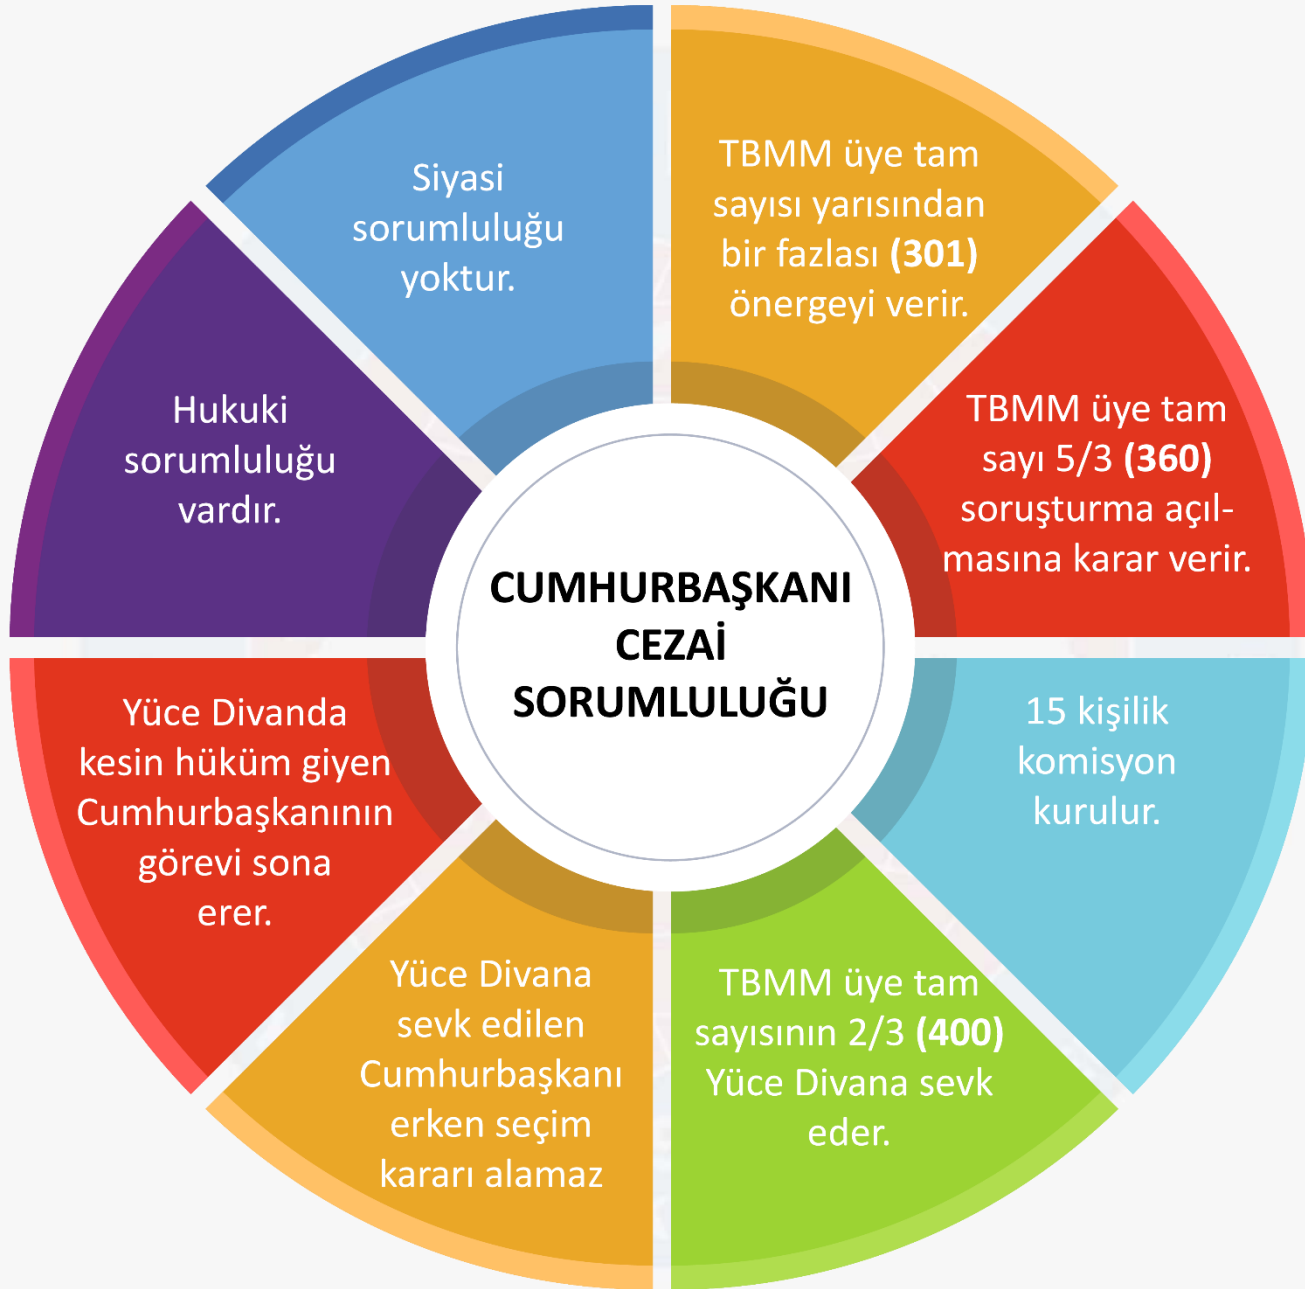 CUMHURBAŞKANI
CEZAİ
SORUMLULUĞU
TBMM üye tam
sayısı yarısından
bir fazlası (301)
önergeyi verir.
TBMM üye tam
sayı 5/3 (360)
soruşturma açıl-
masına karar verir.
15 kişilik
komisyon
kurulur.
TBMM üye tam
sayısının 2/3 (400)
Yüce Divana sevk
eder.
Yüce Divana
sevk edilen
Cumhurbaşkanı
erken seçim
kararı alamaz
Yüce Divanda
kesin hüküm giyen
Cumhurbaşkanının
görevi sona
erer.
Hukuki
sorumluluğu
vardır.
Siyasi
sorumluluğu
yoktur.